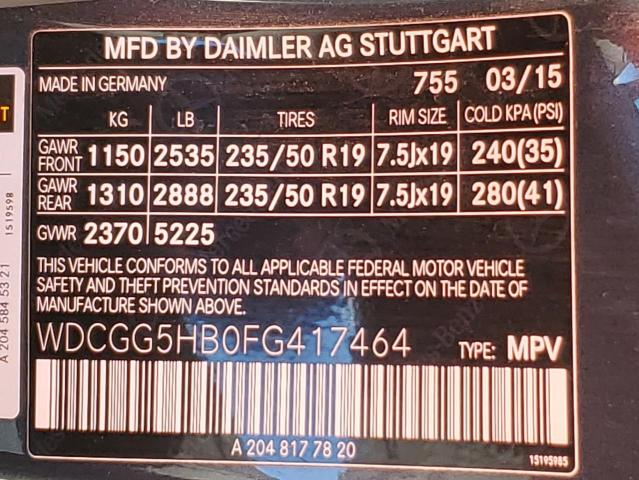 MFD BY DAIMLER AG STUTTGART
MADE IN GERMANY 755 03/15
KG LB TIRES RIM SIZE COLD KPA (PSI)
GAWR FRONT 1150 2535 235/50 R19 7.5Jx19 240(35)
GAWR REAR 1310 2888 235/50 R19 7.5Jx19 280(41)
GVWR 2370 5225
THIS VEHICLE CONFORMS TO ALL APPLICABLE FEDERAL MOTOR VEHICLE
SAFETY AND THEFT PREVENTION STANDARDS IN EFFECT ON THE DATE OF
MANUFACTURE SHOWN ABOVE.
WDCGG5HB0FG417464 TYPE: MPV
A 204 817 78 20
15195985
A 204 584 53 21
1519598